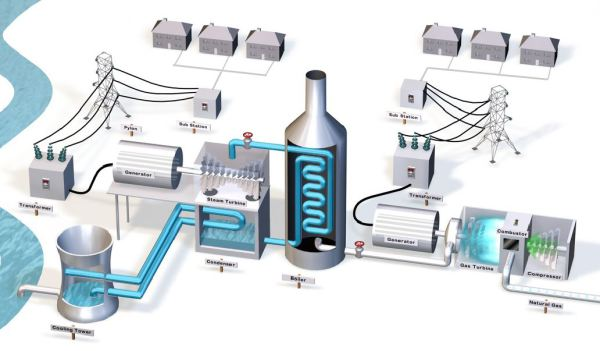 Pylon
Sub Station
Sub Station
Generator
Steam Turbine
Transformer
Transformer
Generator
Combustor
Gas Turbine
Compressor
Condenser
Boiler
Natural Gas
Cooling Tower